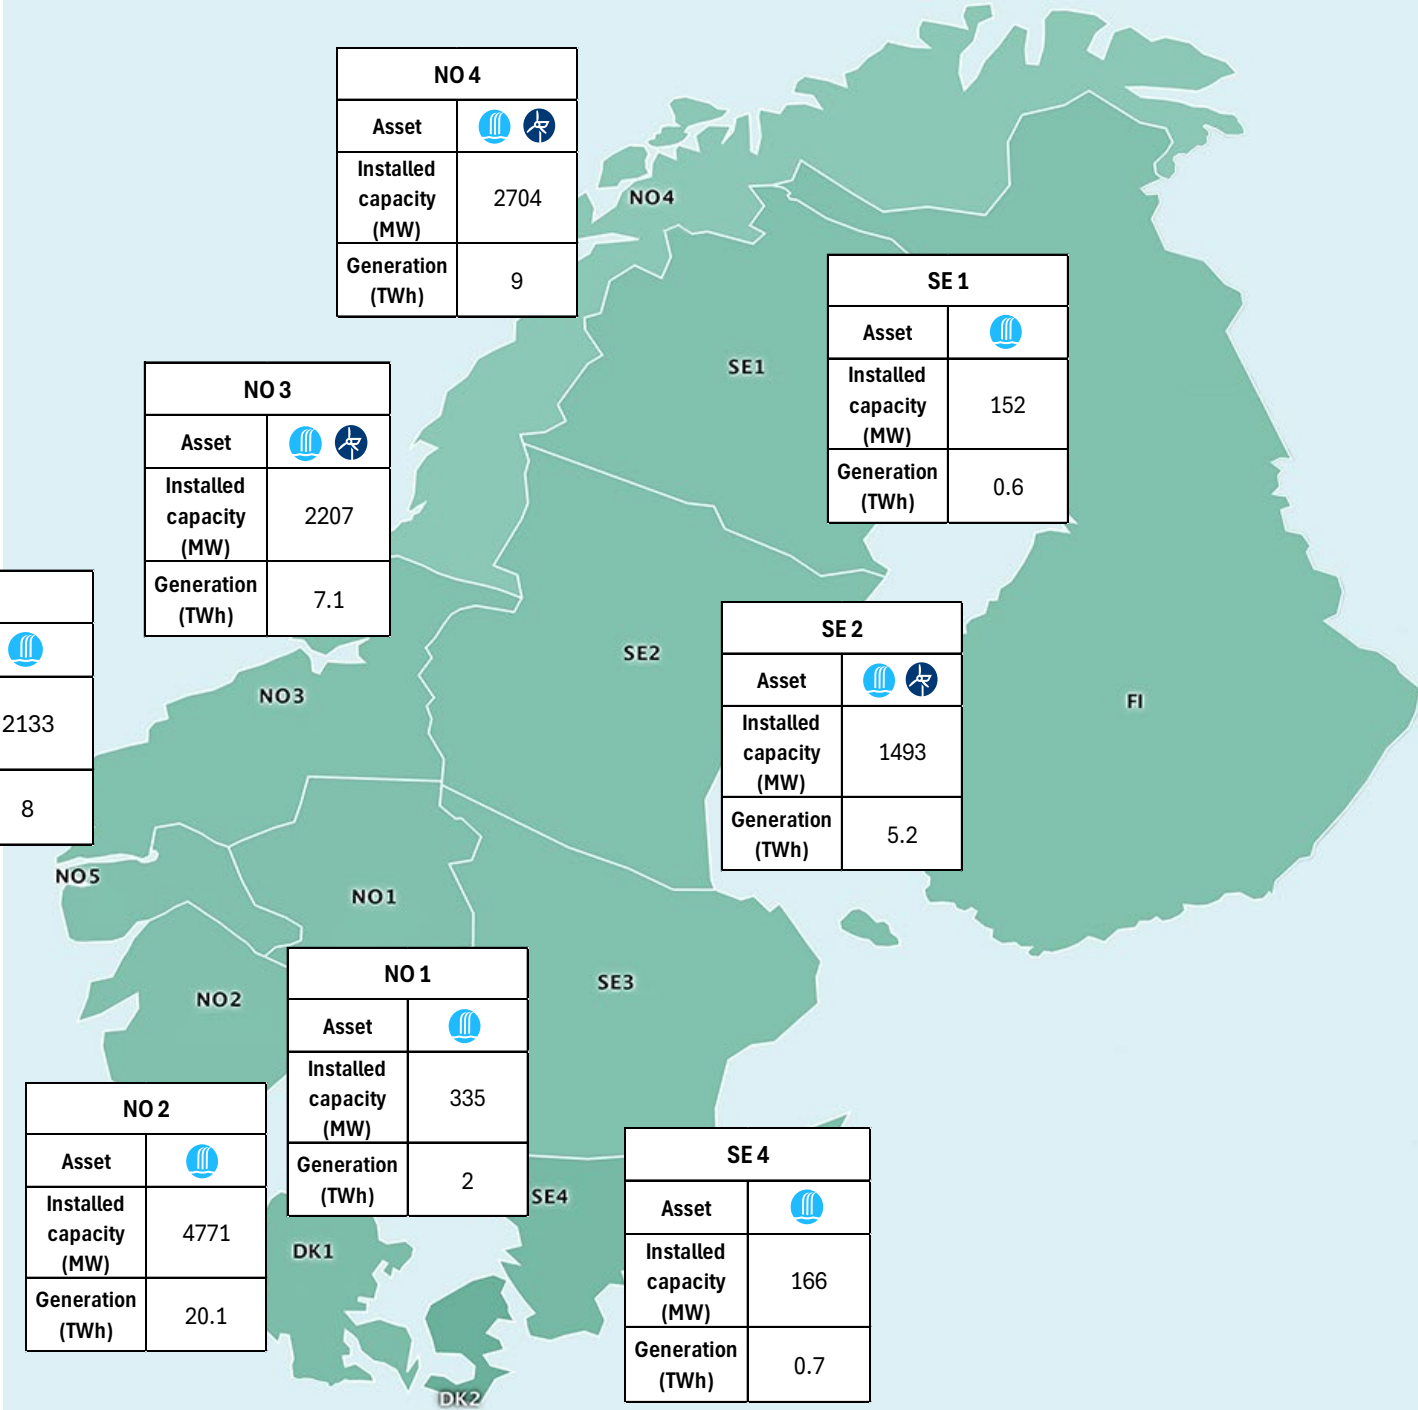 NO 4
Asset
Installed
capacity
(MW)
2704
Generation
(TWh)
9
NO4
SE 1
Asset
Installed
capacity
(MW)
152
Generation
(TWh)
0.6
SE1
NO 3
Asset
Installed
capacity
(MW)
2207
Generation
(TWh)
7.1
2133
8
SE 2
Asset
Installed
capacity
(MW)
1493
Generation
(TWh)
5.2
SE2
NO3
FI
NO5
NO1
NO2
SE3
NO 1
Asset
Installed
capacity
(MW)
335
Generation
(TWh)
2
NO 2
Asset
Installed
capacity
(MW)
4771
Generation
(TWh)
20.1
SE 4
Asset
Installed
capacity
(MW)
166
Generation
(TWh)
0.7
SE4
DK1
DK2